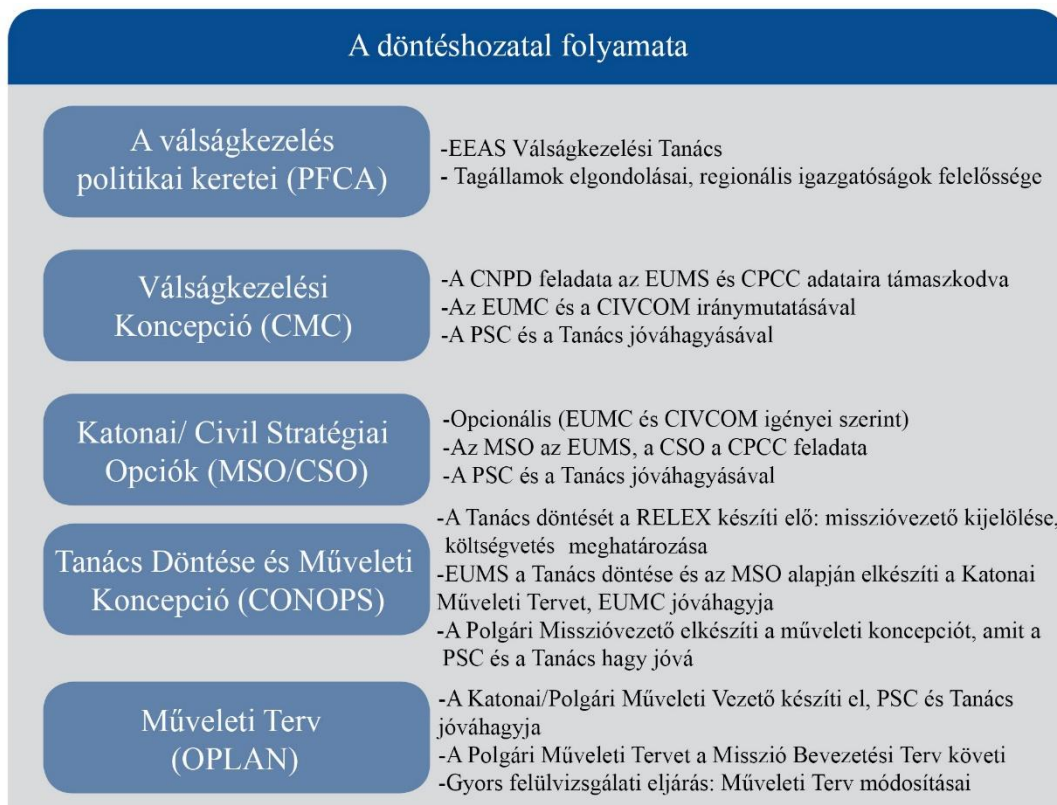 A döntéshozatal folyamata
A válságkezelés
politikai keretei (PFCA)
-EEAS Válságkezelési Tanács
- Tagállamok elgondolásai, regionális igazgatóságok felelőssége
Válságkezelési
Koncepció (CMC)
-A CNPD feladata az EUMS és CPCC adataira támaszkodva
-Az EUMC és a CIVCOM iránymutatásával
-A PSC és a Tanács jóváhagyásával
Katonai/ Civil Stratégiai
Opciók (MSO/CSO)
-Opcionális (EUMC és CIVCOM igényei szerint)
-Az MSO az EUMS, a CSO a CPCC feladata
-A PSC és a Tanács jóváhagyásával
Tanács Döntése és Műveleti
Koncepció (CONOPS)
-A Tanács döntését a RELEX készíti elő: misszióvezető kijelölése,
költségvetés meghatározása
-EUMS a Tanács döntése és az MSO alapján elkészíti a Katonai
Műveleti Tervet, EUMC jóváhagyja
-A Polgári Misszióvezető elkészíti a műveleti koncepciót, amit a
PSC és a Tanács hagy jóvá
Műveleti Terv
(OPLAN)
-A Katonai/Polgári Műveleti Vezető készíti el, PSC és Tanács
jóváhagyja
-A Polgári Műveleti Tervet a Misszió Bevezetési Terv követi
-Gyors felülvizsgálati eljárás: Műveleti Terv módosításai